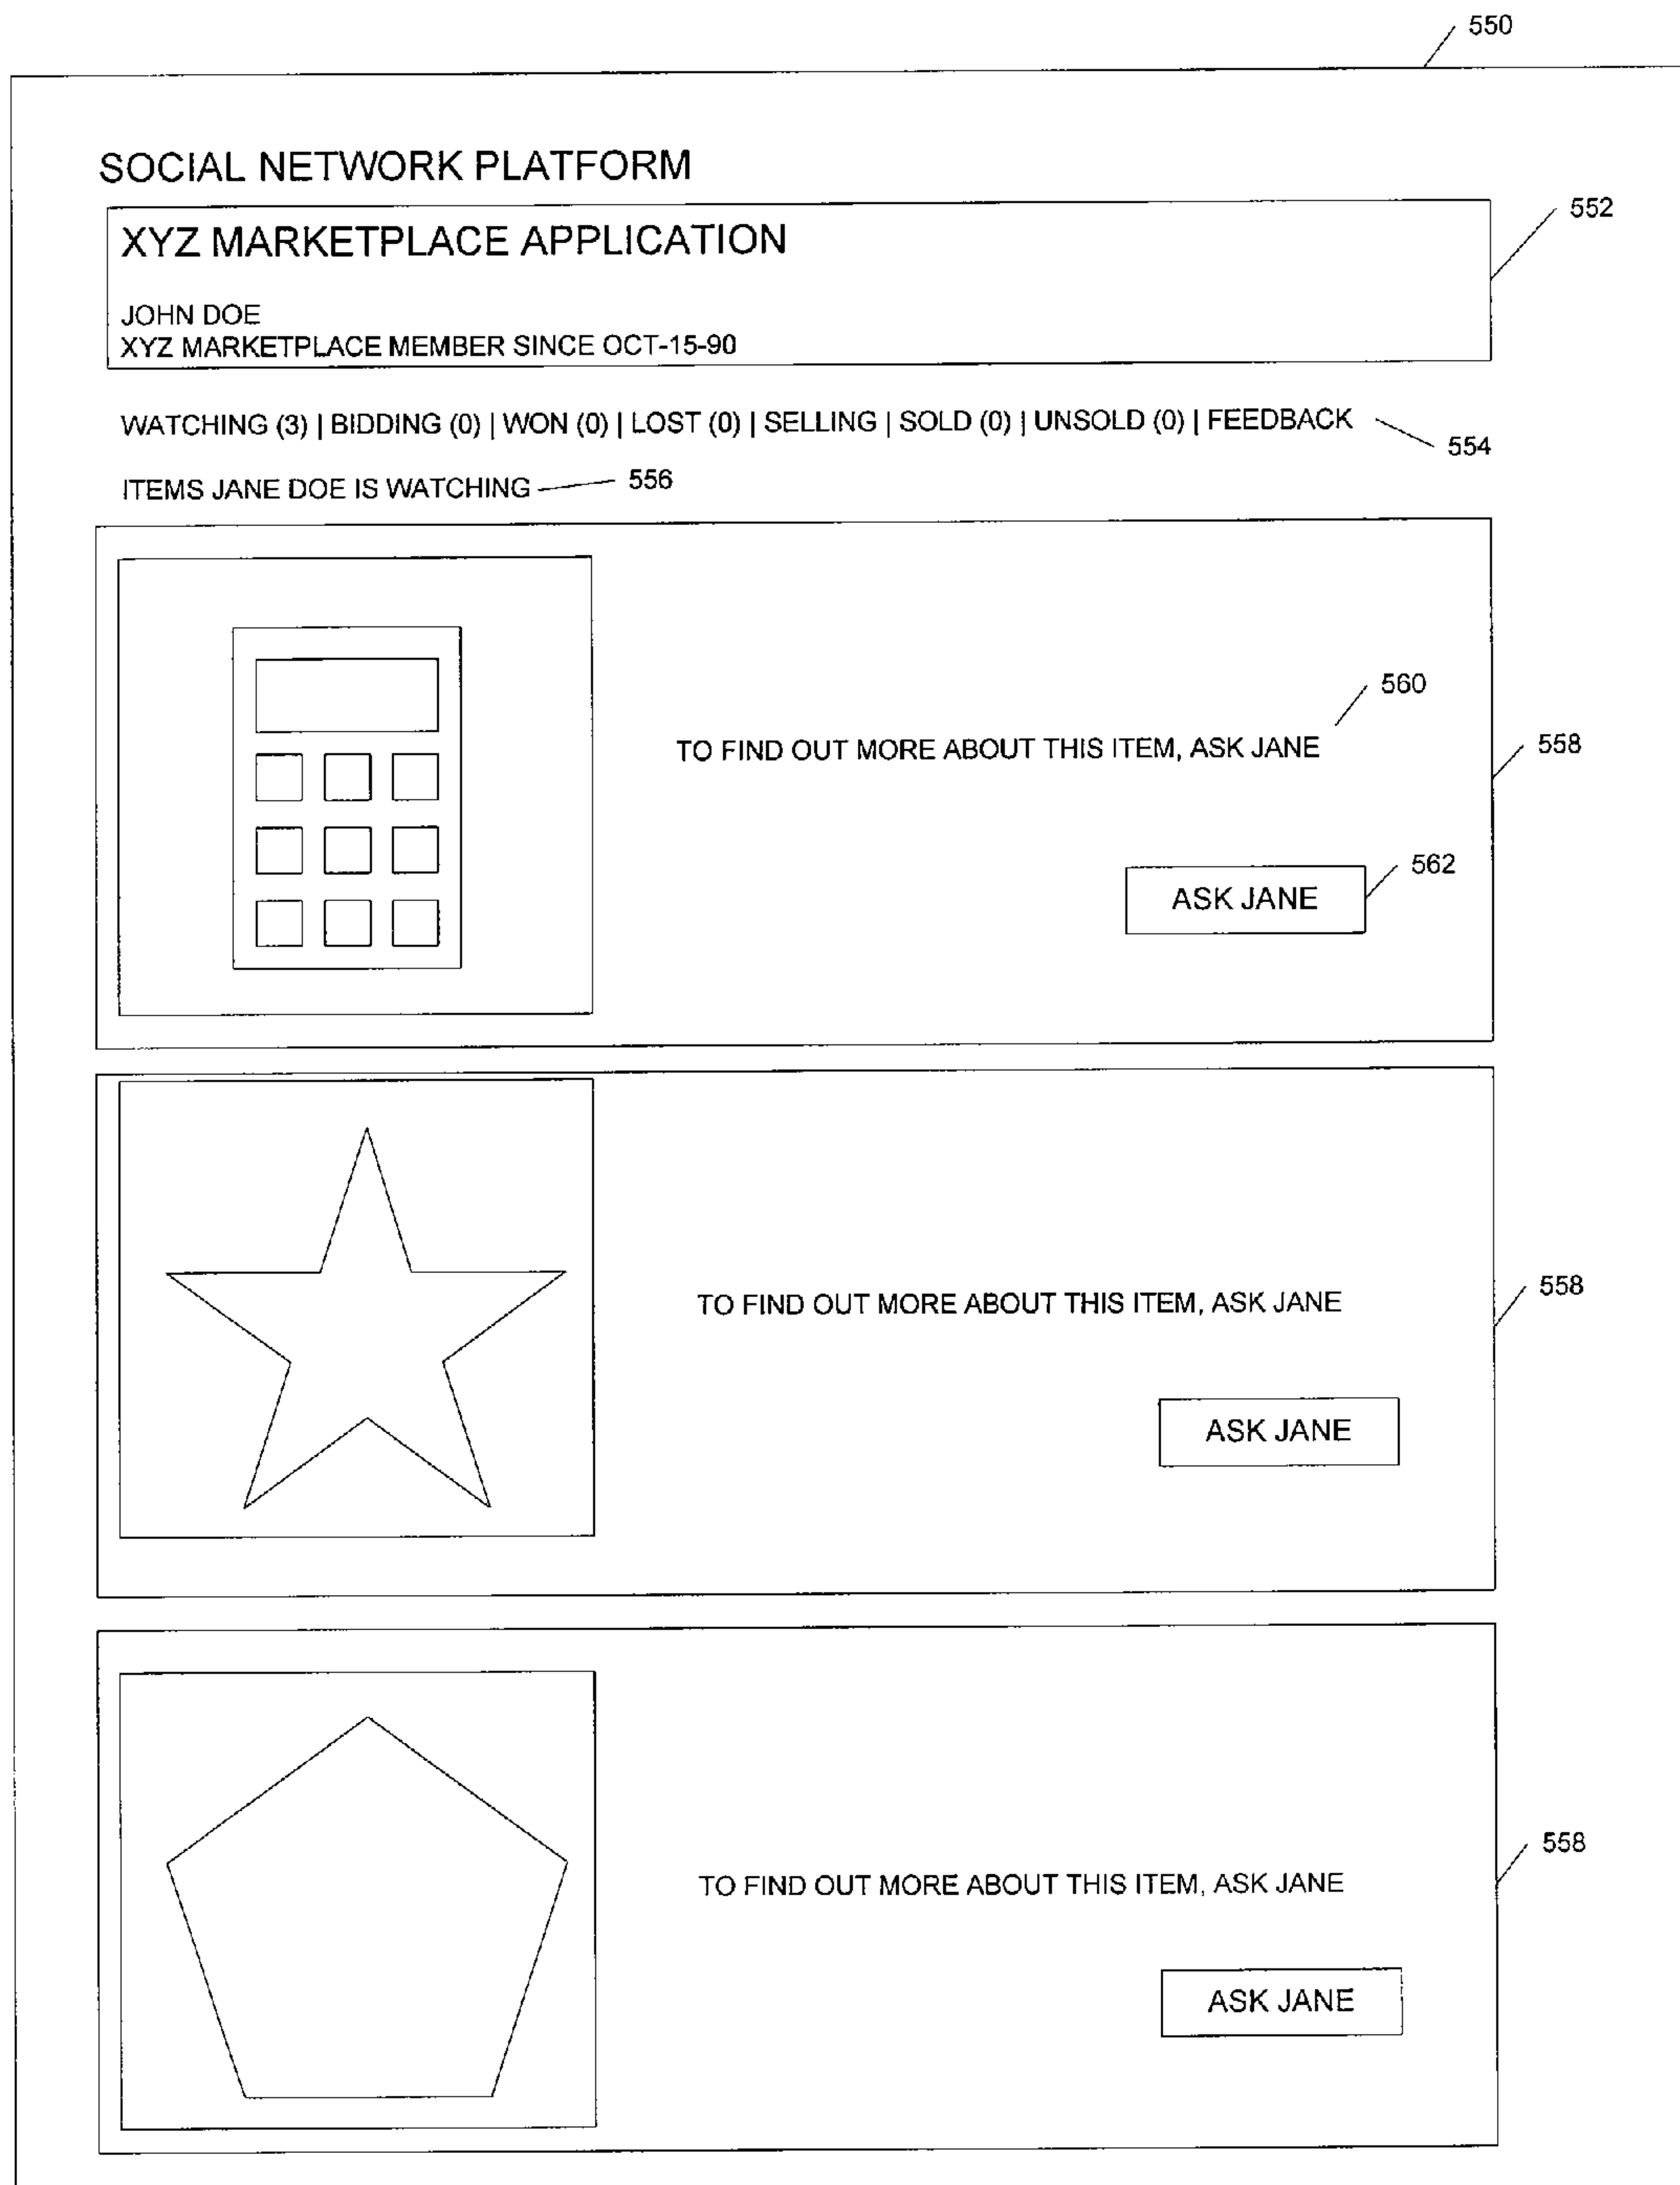 550
SOCIAL NETWORK PLATFORM
552
XYZ MARKETPLACE APPLICATION
JOHN DOE
XYZ MARKETPLACE MEMBER SINCE OCT-15-90
WATCHING (3) | BIDDING (0) | WON (0) | LOST (0) | SELLING | SOLD (0) | UNSOLD (0) | FEEDBACK
554
ITEMS JANE DOE IS WATCHING
556
560
TO FIND OUT MORE ABOUT THIS ITEM, ASK JANE
558
562
ASK JANE
558
TO FIND OUT MORE ABOUT THIS ITEM, ASK JANE
ASK JANE
558
TO FIND OUT MORE ABOUT THIS ITEM, ASK JANE
ASK JANE